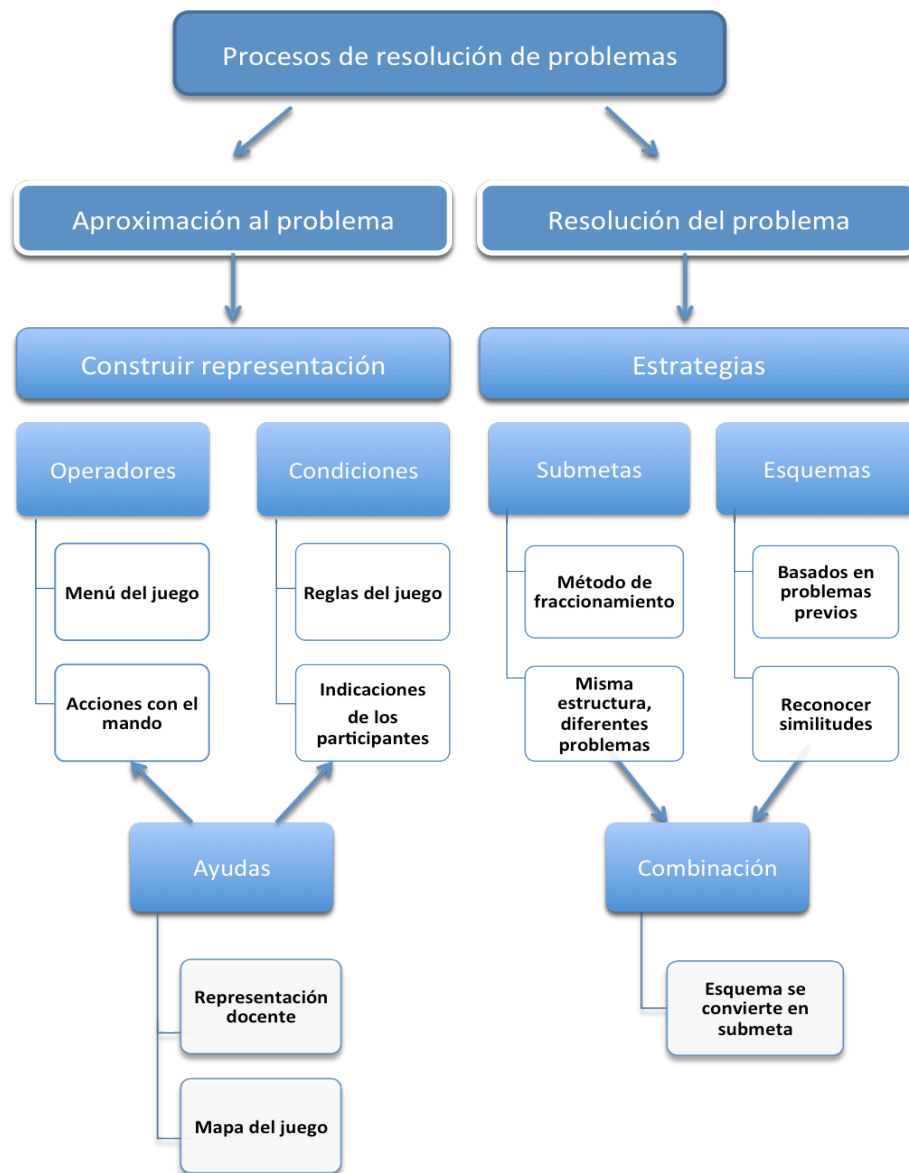 Procesos de resolución de problemas
Aproximación al problema
Resolución del problema
Construir representación
Estrategias
Operadores
Condiciones
Submetas
Esquemas
Menú del juego
Reglas del juego
Método de
fraccionamiento
Basados en
problemas
previos
Acciones con el
mando
Indicaciones
de los
participantes
Misma
estructura,
diferentes
problemas
Reconocer
similitudes
Ayudas
Combinación
Representación
docente
Esquema se
convierte en
submeta
Mapa del juego